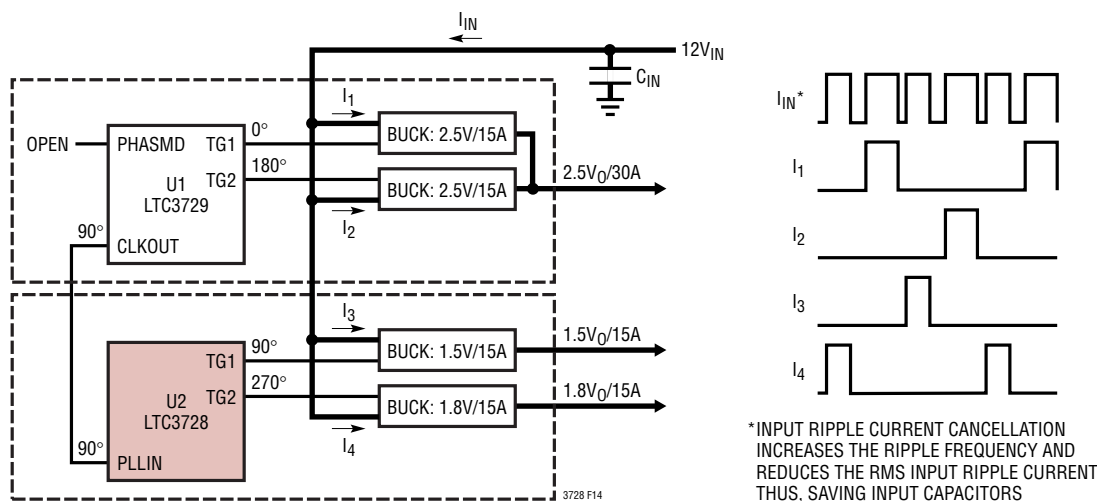 I_IN
12V_IN
C_IN
I_1
0°
BUCK: 2.5V/15A
OPEN
PHASMD
TG1
180°
2.5V_O/30A
U1
LTC3729
TG2
BUCK: 2.5V/15A
I_2
90°
CLKOUT
I_3
90°
BUCK: 1.5V/15A
1.5V_O/15A
TG1
270°
U2
LTC3728
TG2
BUCK: 1.8V/15A
1.8V_O/15A
I_4
90°
PLLIN
3728 F14
I_IN*
I_1
I_2
I_3
I_4
*INPUT RIPPLE CURRENT CANCELLATION
INCREASES THE RIPPLE FREQUENCY AND
REDUCES THE RMS INPUT RIPPLE CURRENT
THUS, SAVING INPUT CAPACITORS